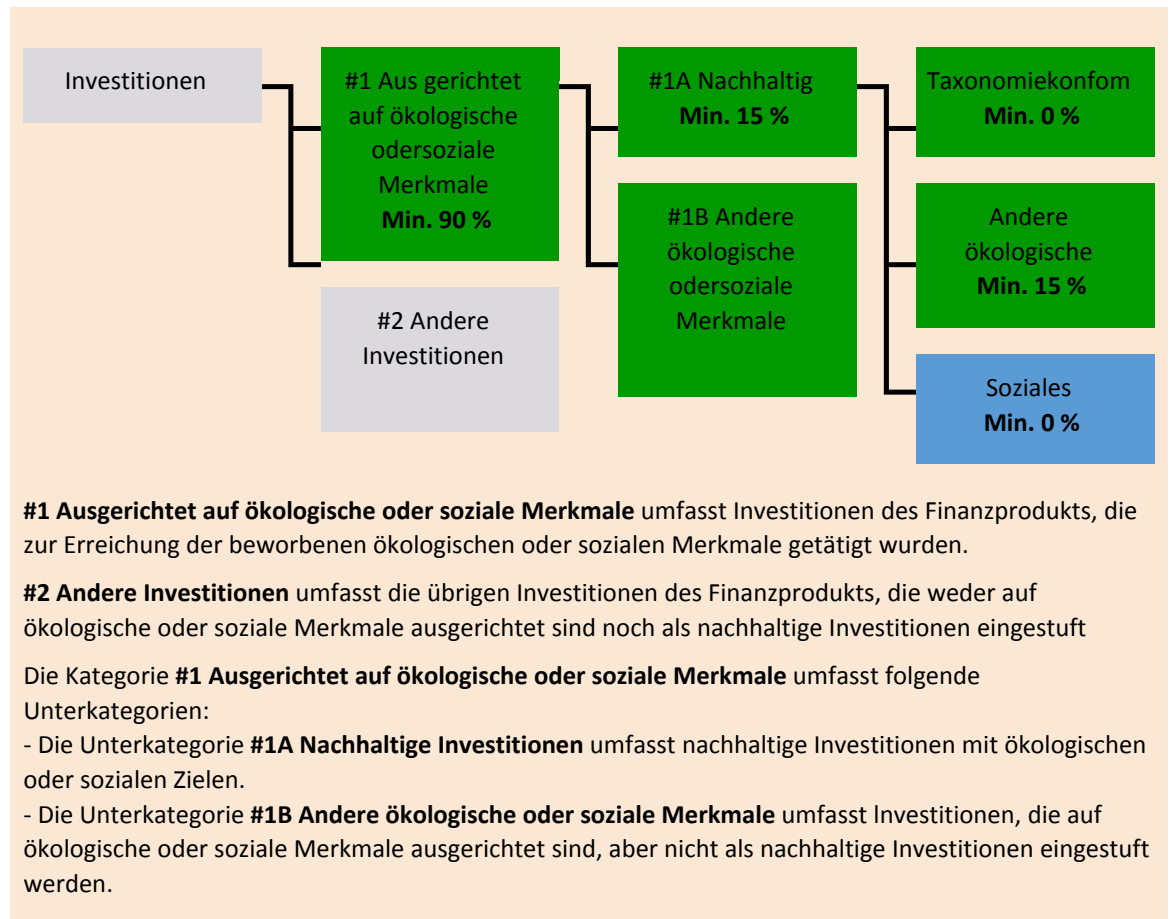 Investitionen
#1 Aus gerichtet
auf ökologische
odersoziale
Merkmale
Min. 90 %
#2 Andere
Investitionen
#1A Nachhaltig
Min. 15 %
#1B Andere
ökologische
odersoziale
Merkmale
Taxonomiekonfom
Min. 0 %
Andere
ökologische
Min. 15 %
Soziales
Min. 0 %
#1 Ausgerichtet auf ökologische oder soziale Merkmale umfasst Investitionen des Finanzprodukts, die
zur Erreichung der beworbenen ökologischen oder sozialen Merkmale getätigt wurden.
#2 Andere Investitionen umfasst die übrigen Investitionen des Finanzprodukts, die weder auf
ökologische oder soziale Merkmale ausgerichtet sind noch als nachhaltige Investitionen eingestuft
Die Kategorie #1 Ausgerichtet auf ökologische oder soziale Merkmale umfasst folgende
Unterkategorien:
- Die Unterkategorie #1A Nachhaltige Investitionen umfasst nachhaltige Investitionen mit ökologischen
oder sozialen Zielen.
- Die Unterkategorie #1B Andere ökologische oder soziale Merkmale umfasst lnvestitionen, die auf
ökologische oder soziale Merkmale ausgerichtet sind, aber nicht als nachhaltige Investitionen eingestuft
werden.